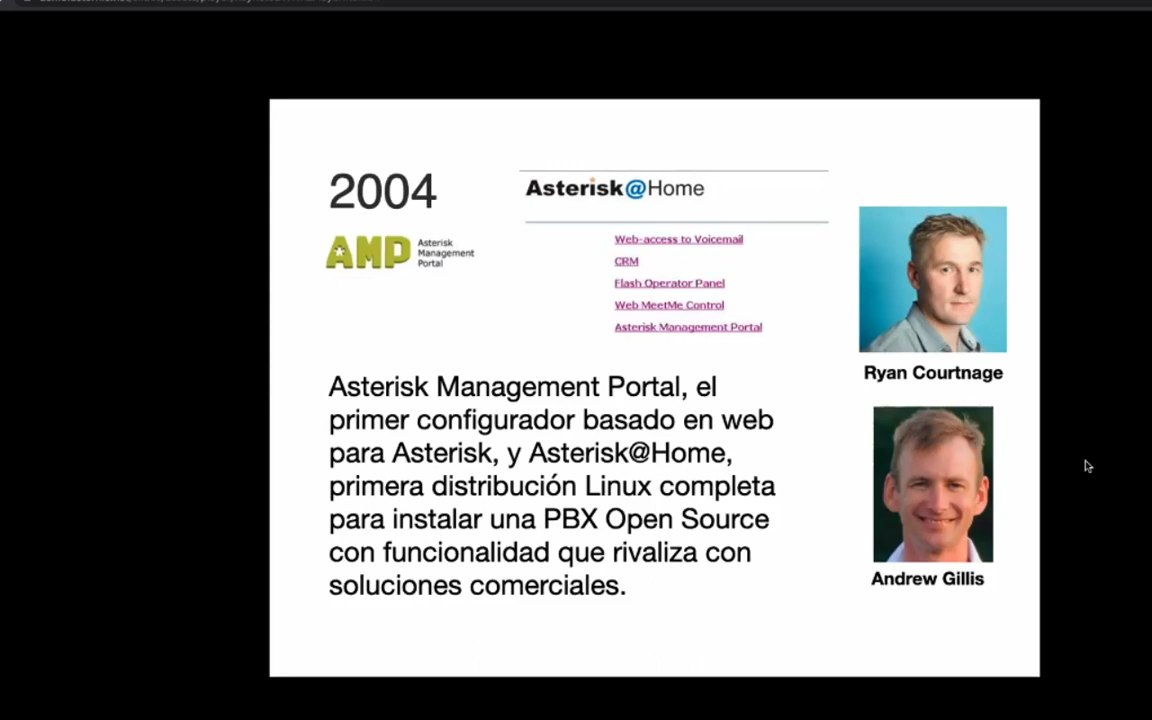 2004
AMP
Asterisk
Management
Portal
Asterisk@Home
Web-access to Voicemail
CRM
Flash Operator Panel
Web MeetMe Control
Asterisk Management Portal
Asterisk Management Portal, el
primer configurador basado en web
para Asterisk, y Asterisk@Home,
primera distribución Linux completa
para instalar una PBX Open Source
con funcionalidad que rivaliza con
soluciones comerciales.
Ryan Courtnage
Andrew Gillis